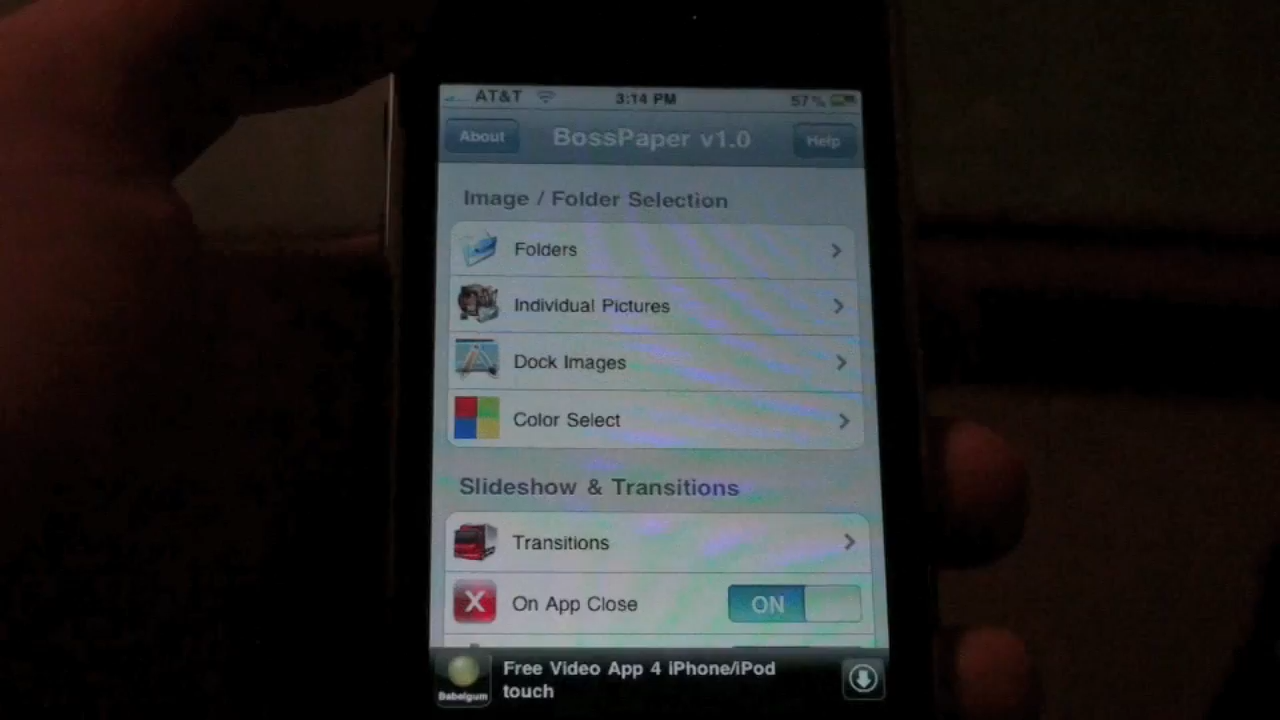 AT&T 3:14 PM 57%
About BossPaper v1.0 Help
Image / Folder Selection
Folders
Individual Pictures
Dock Images
Color Select
Slideshow & Transitions
Transitions
On App Close ON
Free Video App 4 iPhone/iPod
touch
Babelgum